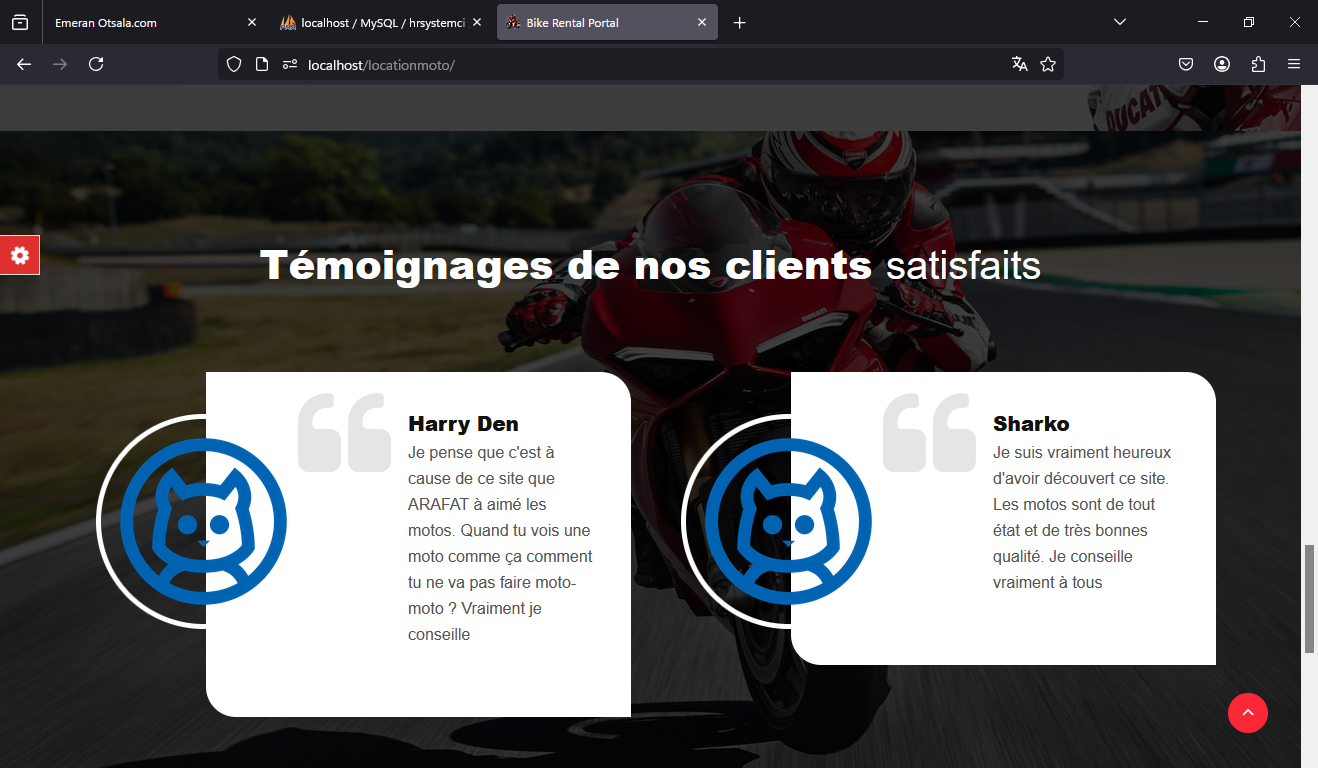 Emeran Otsala.com
localhost / MySQL / hrsystemci
Bike Rental Portal
localhost/locationmoto/
DUCATI
Témoignages de nos clients satisfaits
DUCATI
Harry Den
Je pense que c'est à
cause de ce site que
ARAFAT à aimé les
motos. Quand tu vois une
moto comme ça comment
tu ne va pas faire moto-
moto ? Vraiment je
conseille
Sharko
Je suis vraiment heureux
d'avoir découvert ce site.
Les motos sont de tout
état et de très bonnes
qualité. Je conseille
vraiment à tous